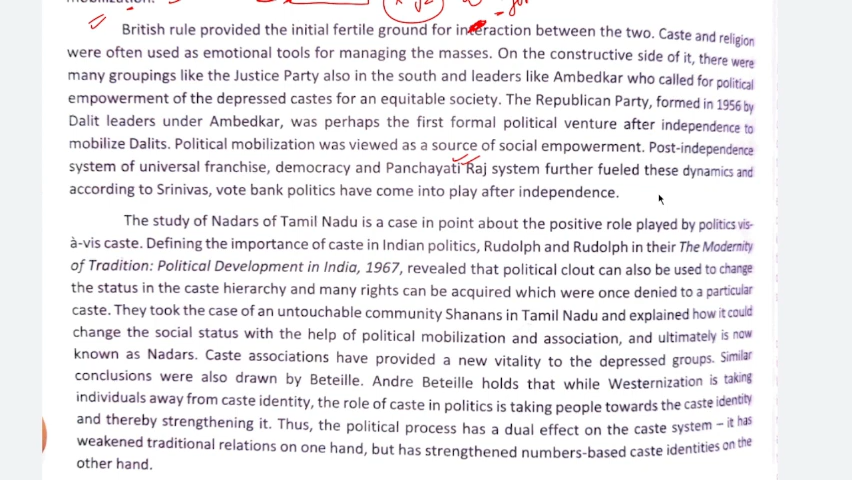 mobilization.
British rule provided the initial fertile ground for interaction between the two. Caste and religion
were often used as emotional tools for managing the masses. On the constructive side of it, there were
many groupings like the Justice Party also in the south and leaders like Ambedkar who called for political
empowerment of the depressed castes for an equitable society. The Republican Party, formed in 1956 by
Dalit leaders under Ambedkar, was perhaps the first formal political venture after independence to
mobilize Dalits. Political mobilization was viewed as a source of social empowerment. Post-independence
system of universal franchise, democracy and Panchayati Raj system further fueled these dynamics and
according to Srinivas, vote bank politics have come into play after independence.
The study of Nadars of Tamil Nadu is a case in point about the positive role played by politics vis-
à-vis caste. Defining the importance of caste in Indian politics, Rudolph and Rudolph in their The Modernity
of Tradition: Political Development in India, 1967, revealed that political clout can also be used to change
the status in the caste hierarchy and many rights can be acquired which were once denied to a particular
caste. They took the case of an untouchable community Shanans in Tamil Nadu and explained how it could
change the social status with the help of political mobilization and association, and ultimately is now
known as Nadars. Caste associations have provided a new vitality to the depressed groups. Similar
conclusions were also drawn by Beteille. Andre Beteille holds that while Westernization is taking
individuals away from caste identity, the role of caste in politics is taking people towards the caste identity
and thereby strengthening it. Thus, the political process has a dual effect on the caste system – it has
weakened traditional relations on one hand, but has strengthened numbers-based caste identities on the
other hand.